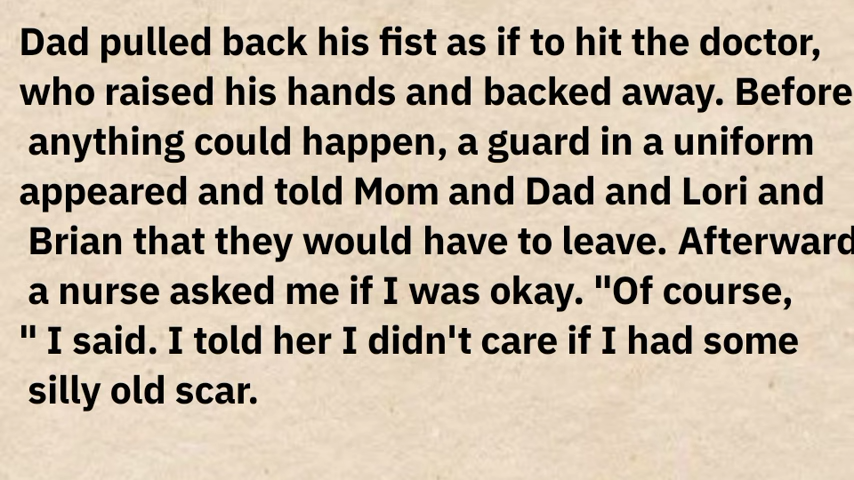 Dad pulled back his fist as if to hit the doctor,
who raised his hands and backed away. Before
anything could happen, a guard in a uniform
appeared and told Mom and Dad and Lori and
Brian that they would have to leave. Afterward
a nurse asked me if I was okay. "Of course,
" I said. I told her I didn't care if I had some
silly old scar.